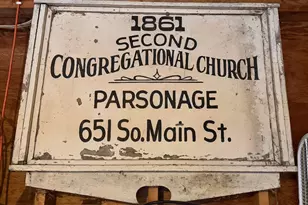 1861
SECOND
CONGREGATIONAL CHURCH
PARSONAGE
651 So. Main St.